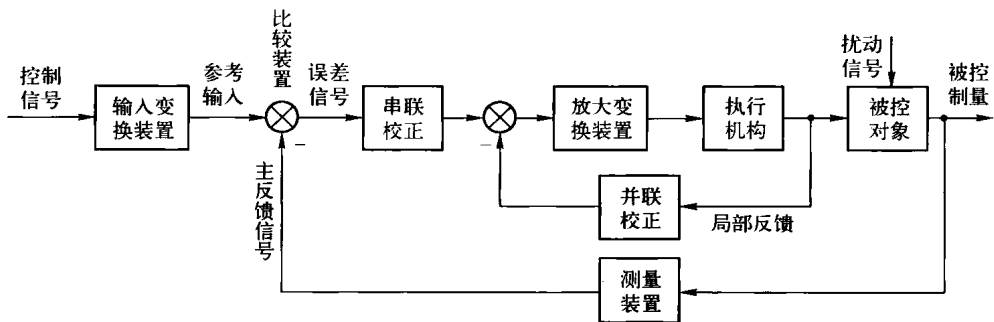 控制
信号
输入变
换装置
参考
输入
比较装置
误差
信号
串联
校正
放大变
换装置
执行
机构
扰动
信号
被控
对象
被控
制量
主反馈信号
并联
校正
局部反馈
测量
装置